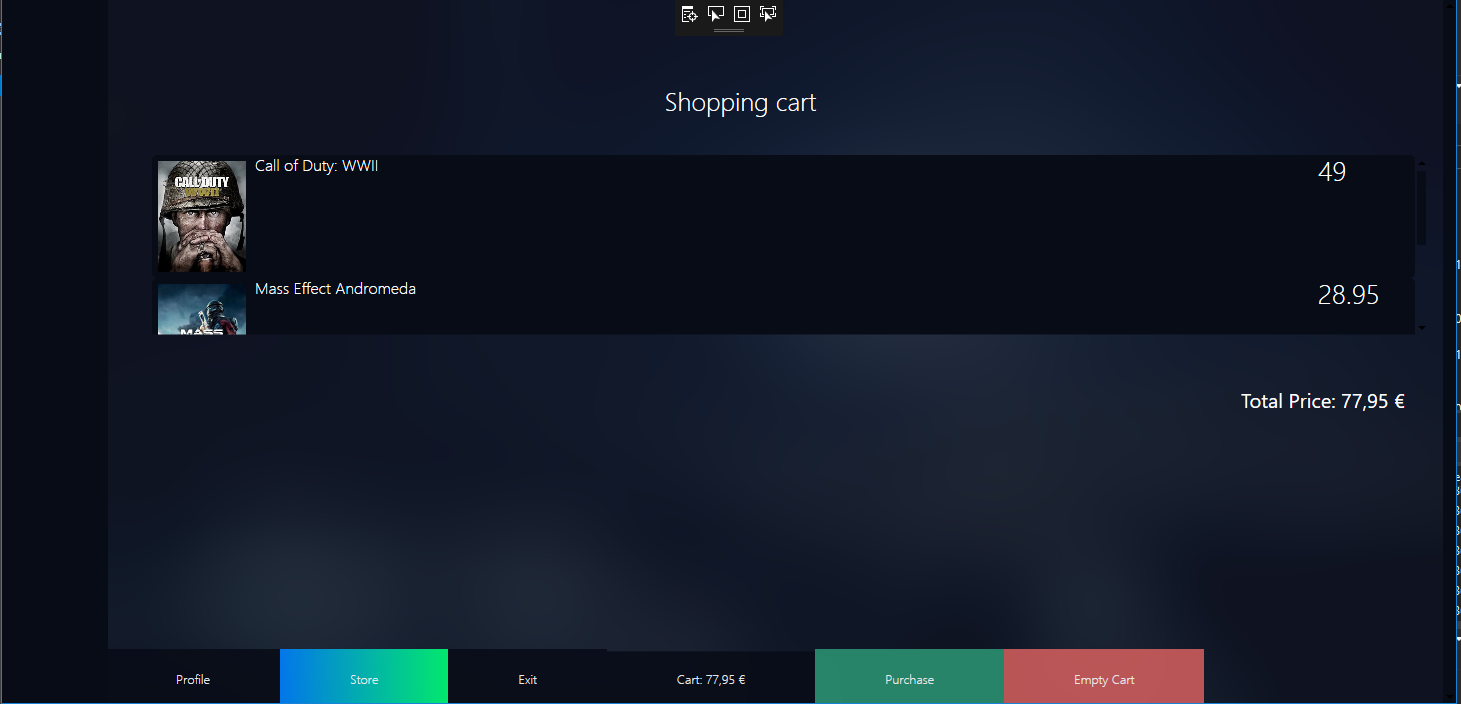 Shopping cart
Call of Duty: WWII
49
CALL OF DUTY
WWII
Mass Effect Andromeda
28.95
MASS
Total Price: 77,95 €
Profile
Store
Exit
Cart: 77,95 €
Purchase
Empty Cart